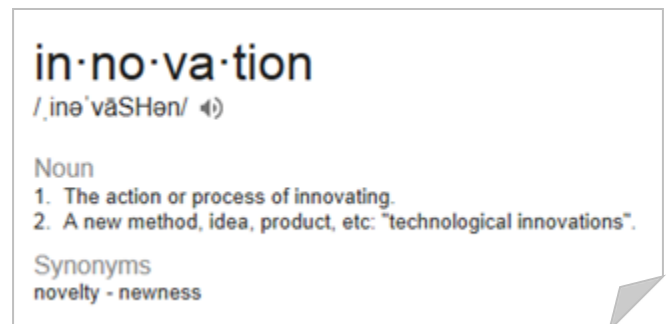 in·no·va·tion
/ˌinəˈvāSHən/
Noun
1. The action or process of innovating.
2. A new method, idea, product, etc: "technological innovations".
Synonyms
novelty - newness